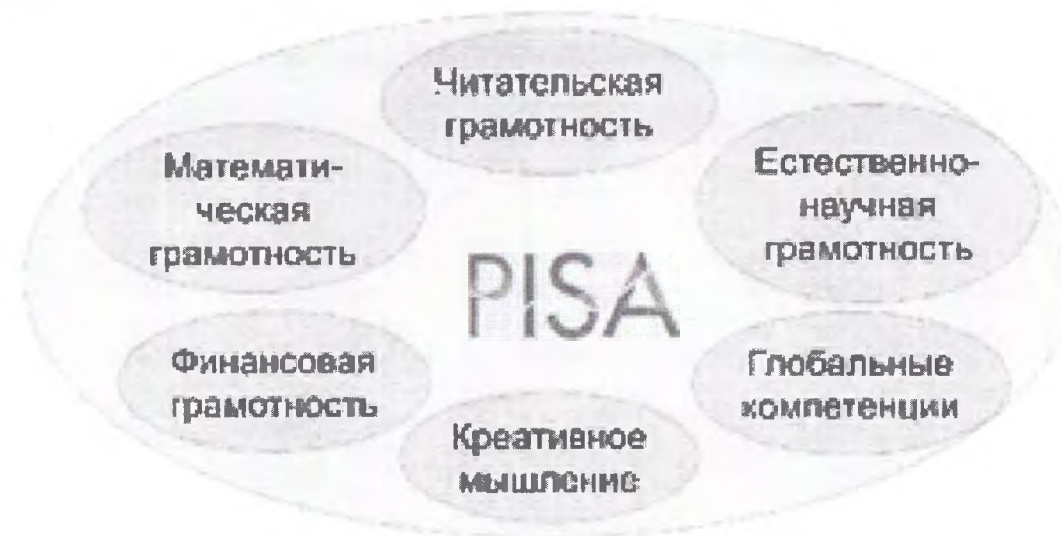 Читательская
грамотность
Математи-
ческая
грамотность
Естественно-
научная
грамотность
PISA
Финансовая
грамотность
Глобальные
компетенции
Креативное
мышление